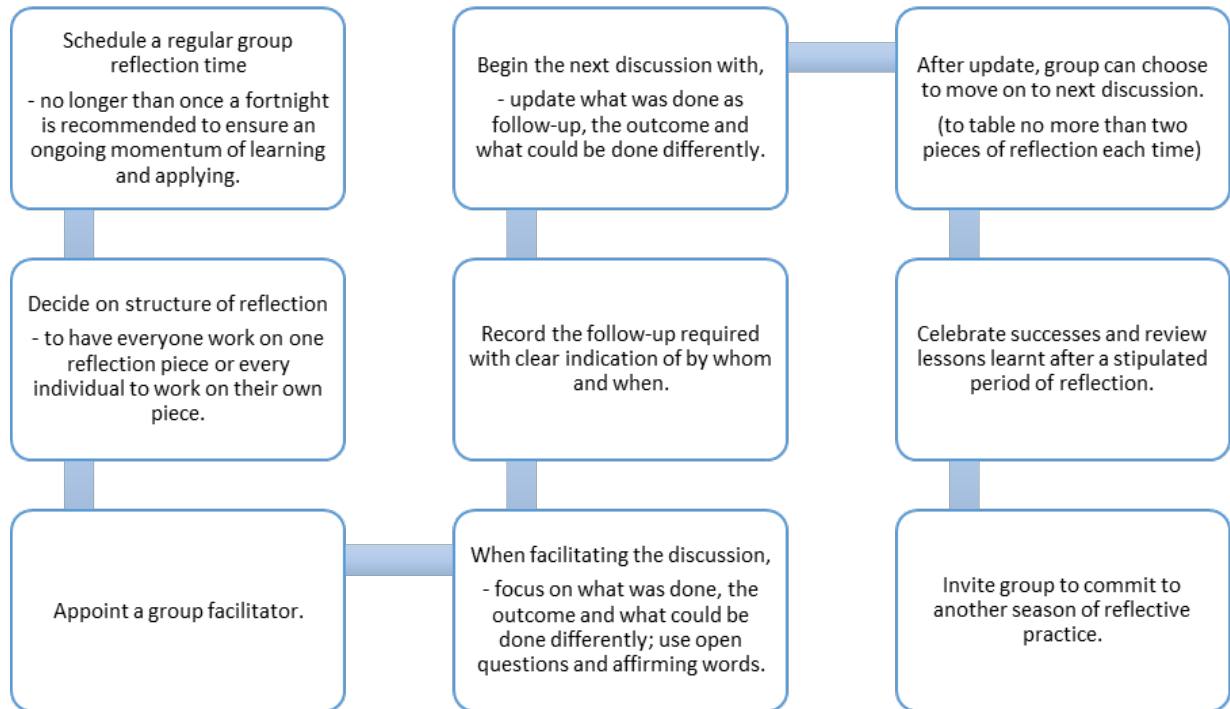 Schedule a regular group
reflection time
- no longer than once a fortnight
is recommended to ensure an
ongoing momentum of learning
and applying.
Decide on structure of reflection
- to have everyone work on one
reflection piece or every
individual to work on their own
piece.
Appoint a group facilitator.
When facilitating the discussion,
- focus on what was done, the
outcome and what could be
done differently; use open
questions and affirming words.
Record the follow-up required
with clear indication of by whom
and when.
Begin the next discussion with,
- update what was done as
follow-up, the outcome and
what could be done differently.
After update, group can choose
to move on to next discussion.
(to table no more than two
pieces of reflection each time)
Celebrate successes and review
lessons learnt after a stipulated
period of reflection.
Invite group to commit to
another season of reflective
practice.